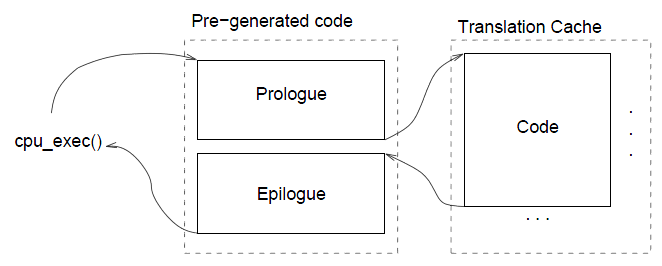 Pre-generated code
Translation Cache
Prologue
Code
cpu_exec()
Epilogue
. . .
. . .